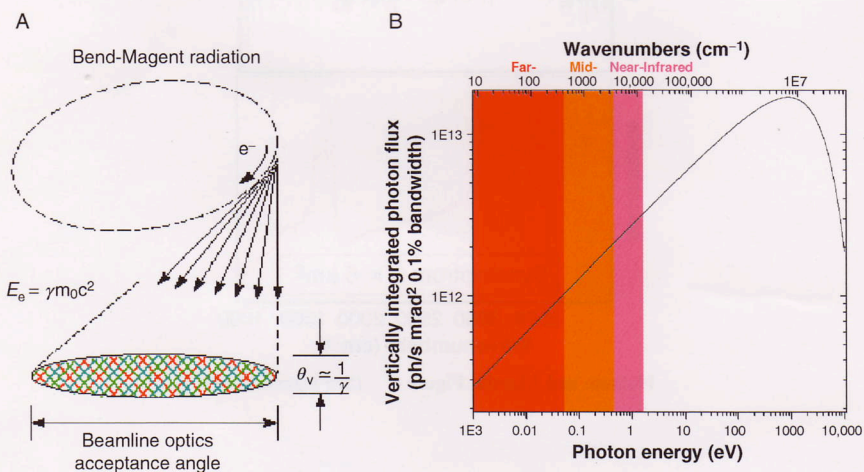 A
Bend-Magent radiation
e⁻
Eₑ = γm₀c²
θᵥ ≃ 1/γ
Beamline optics
acceptance angle
B
Wavenumbers (cm⁻¹)
10 100 1000 10,000 100,000 1E7
Far- Mid- Near-Infrared
Vertically integrated photon flux
(ph/s mrad² 0.1% bandwidth)
1E13
1E12
1E3 0.01 0.1 1 10 100 1000 10,000
Photon energy (eV)